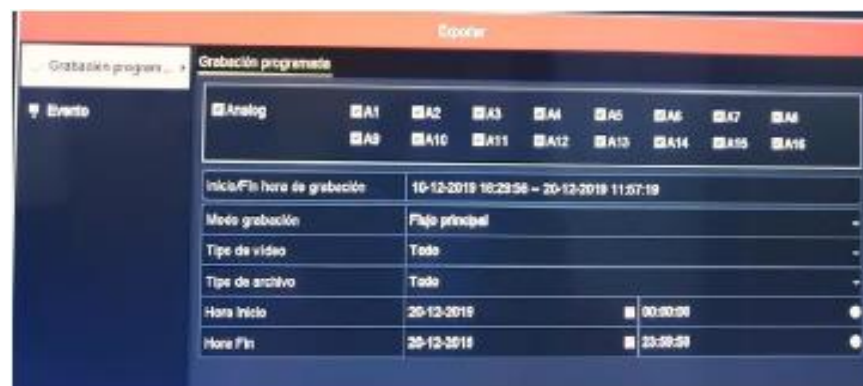 Exportar
Grabación program... Grabación programada
Evento
Analog A1 A2 A3 A4 A5 A6 A7 A8
A9 A10 A11 A12 A13 A14 A15 A16
Inicio/Fin hora de grabación 10-12-2019 16:29:56 -- 20-12-2019 11:57:19
Modo grabación Flujo principal
Tipo de vídeo Todo
Tipo de archivo Todo
Hora Inicio 20-12-2019 00:00:00
Hora Fin 20-12-2019 23:59:59